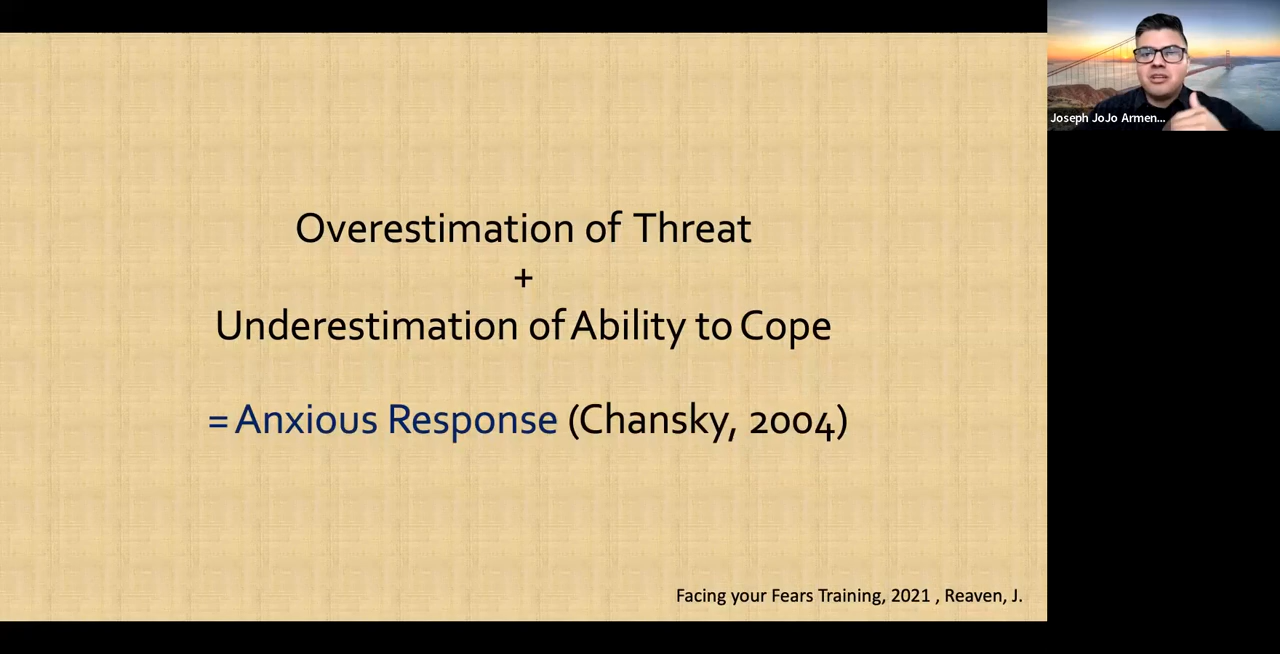 Overestimation of Threat
+
Underestimation of Ability to Cope
= Anxious Response (Chansky, 2004)
Facing your Fears Training, 2021 , Reaven, J.
Joseph JoJo Armen...